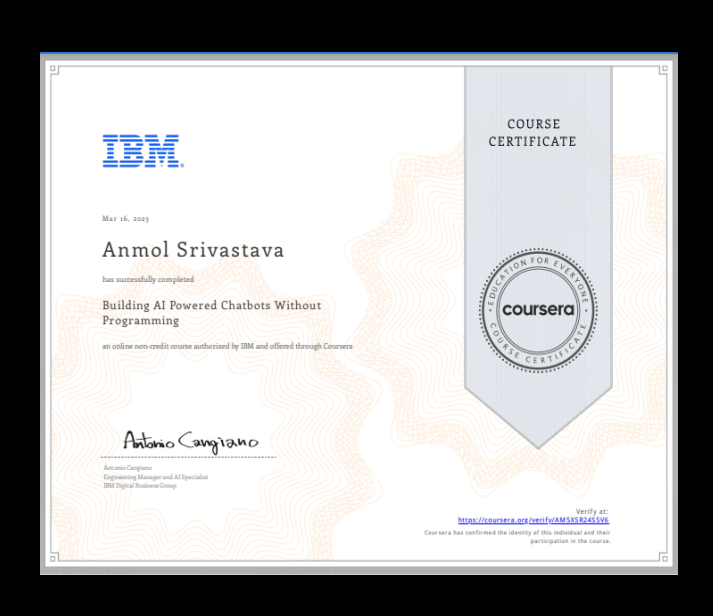 IBM®
COURSE
CERTIFICATE
Mar 16, 2023
Anmol Srivastava
has successfully completed
Building AI Powered Chatbots Without
Programming
an online non-credit course authorized by IBM and offered through Coursera
EDUCATION FOR EVERYONE
coursera
COURSE CERTIFICATE
Antonio Cangiano
Antonio Cangiano
Engineering Manager and AI Specialist
IBM Digital Business Group
Verify at:
https://coursera.org/verify/AM5XSR24SSV6
Coursera has confirmed the identity of this individual and their
participation in the course.